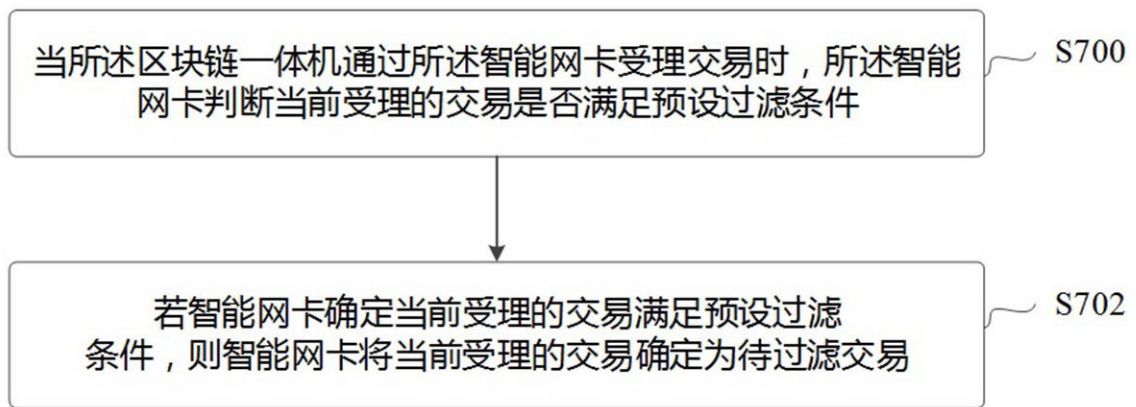 当所述区块链一体机通过所述智能网卡受理交易时，所述智能
网卡判断当前受理的交易是否满足预设过滤条件
S700
若智能网卡确定当前受理的交易满足预设过滤
条件，则智能网卡将当前受理的交易确定为待过滤交易
S702